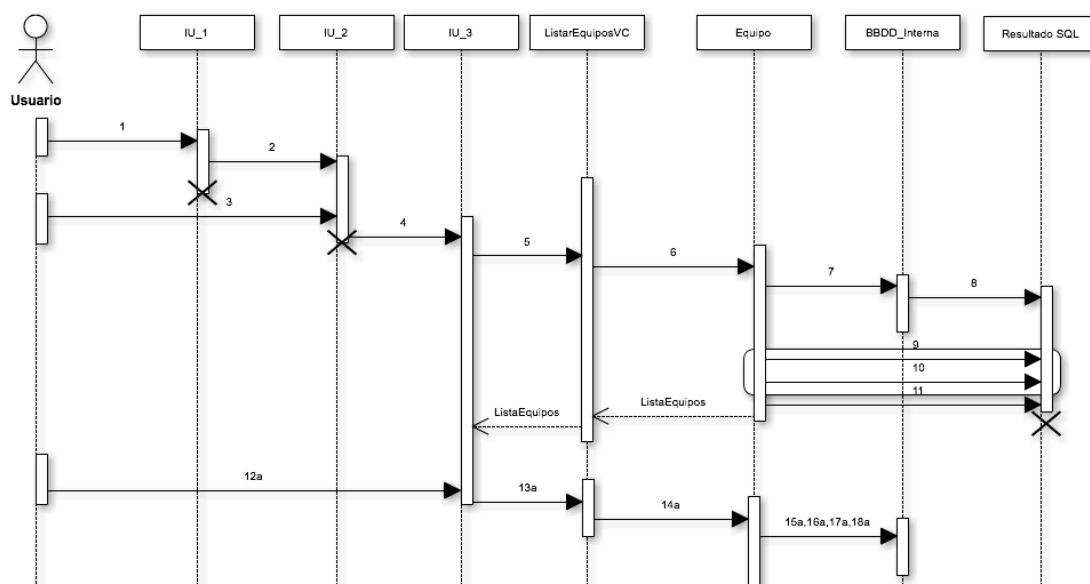 IU_1
IU_2
IU_3
ListarEquiposVC
Equipo
BBDD_Interna
Resultado SQL
Usuario
1
2
3
4
5
6
7
8
9
10
11
ListaEquipos
ListaEquipos
12a
13a
14a
15a,16a,17a,18a